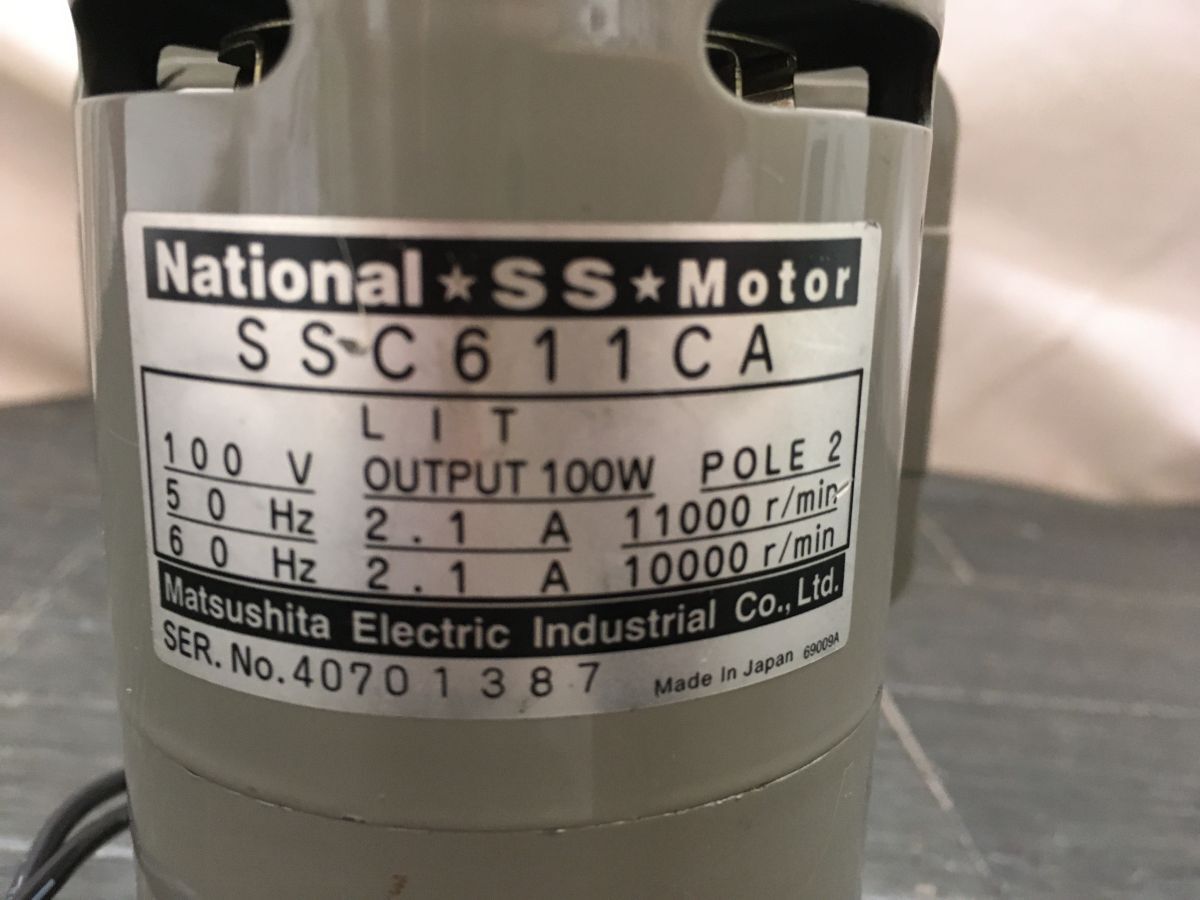 National ★ SS ★ Motor
SSC611CA
LIT
100 V OUTPUT 100W POLE 2
50 Hz 2.1 A 11000 r/min
60 Hz 2.1 A 10000 r/min
Matsushita Electric Industrial Co., Ltd.
SER. No. 40701387 Made In Japan 69009A